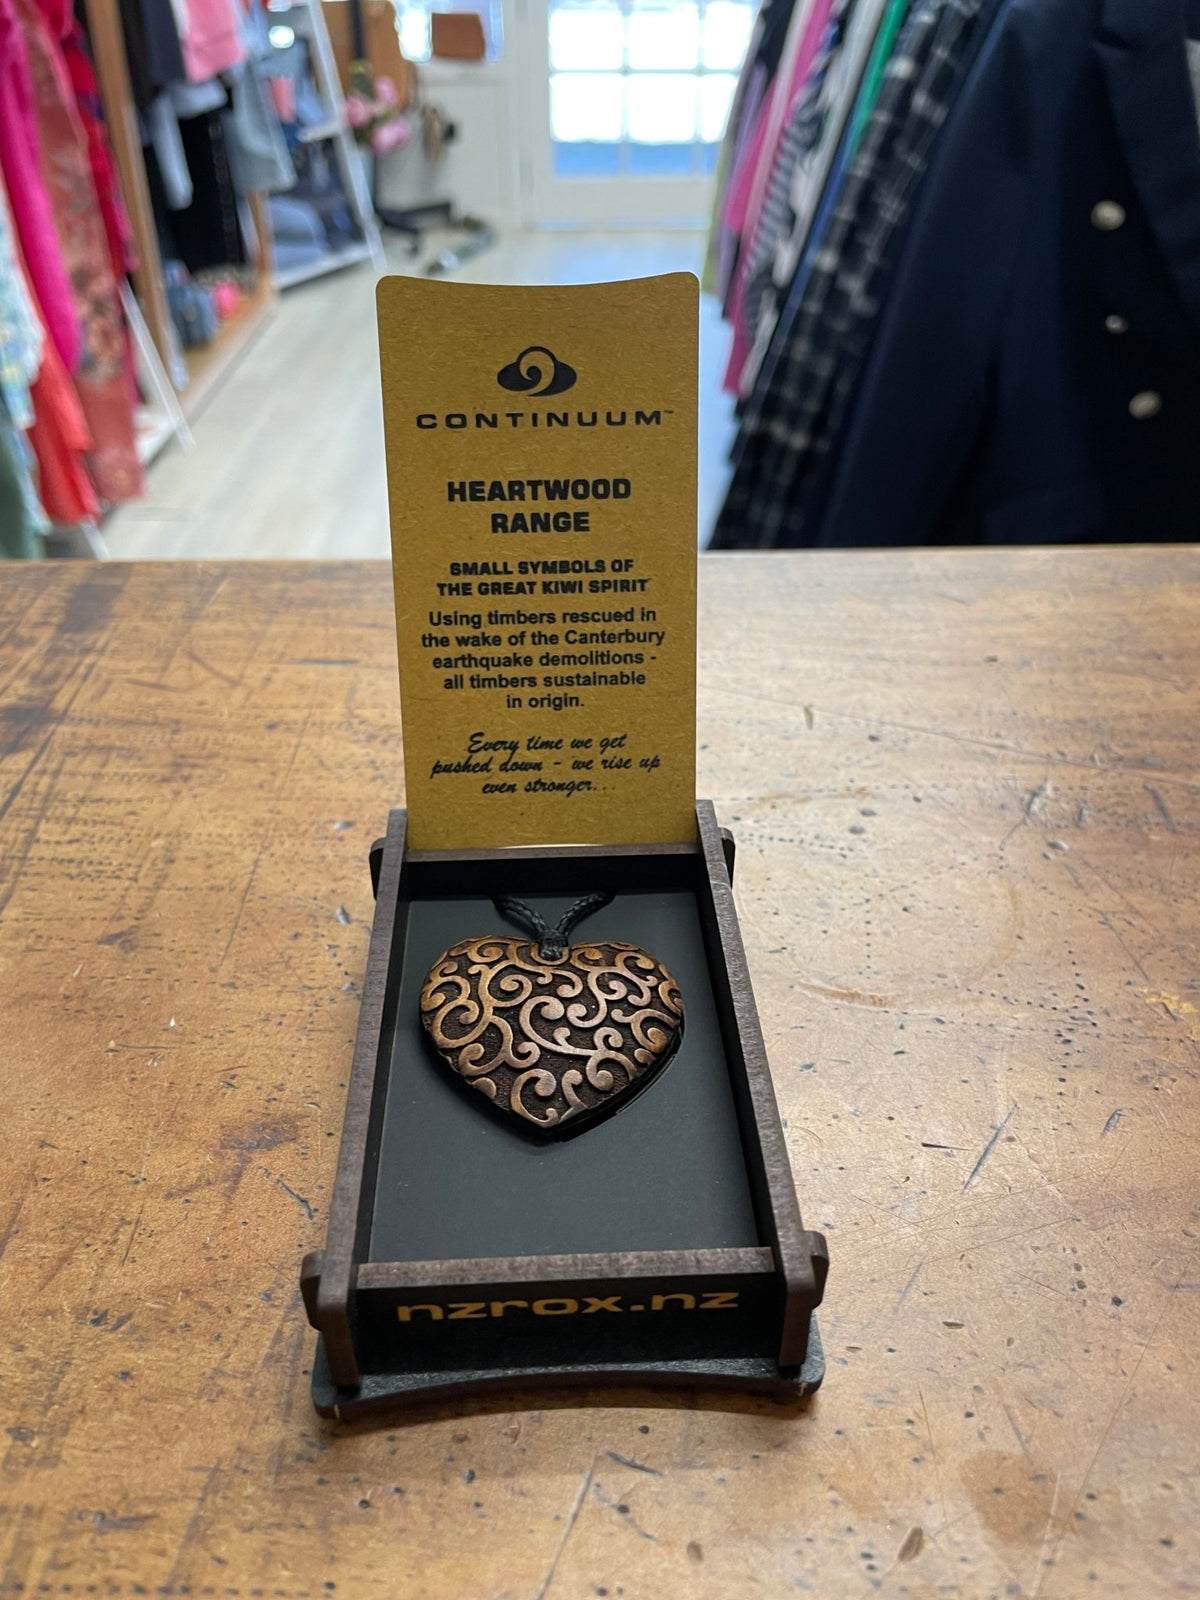 CONTINUUM™
HEARTWOOD
RANGE
SMALL SYMBOLS OF
THE GREAT KIWI SPIRIT
Using timbers rescued in
the wake of the Canterbury
earthquake demolitions -
all timbers sustainable
in origin.
Every time we get
pushed down - we rise up
even stronger...
nzrox.nz